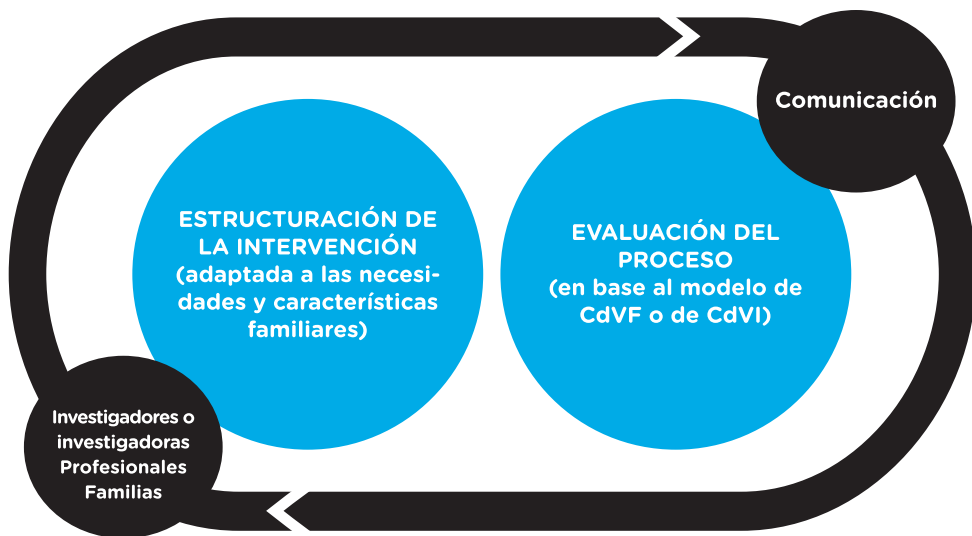 Comunicación
ESTRUCTURACIÓN DE
LA INTERVENCIÓN
(adaptada a las necesi-
dades y características
familiares)
EVALUACIÓN DEL
PROCESO
(en base al modelo de
CdVF o de CdVI)
Investigadores o
investigadoras
Profesionales
Familias